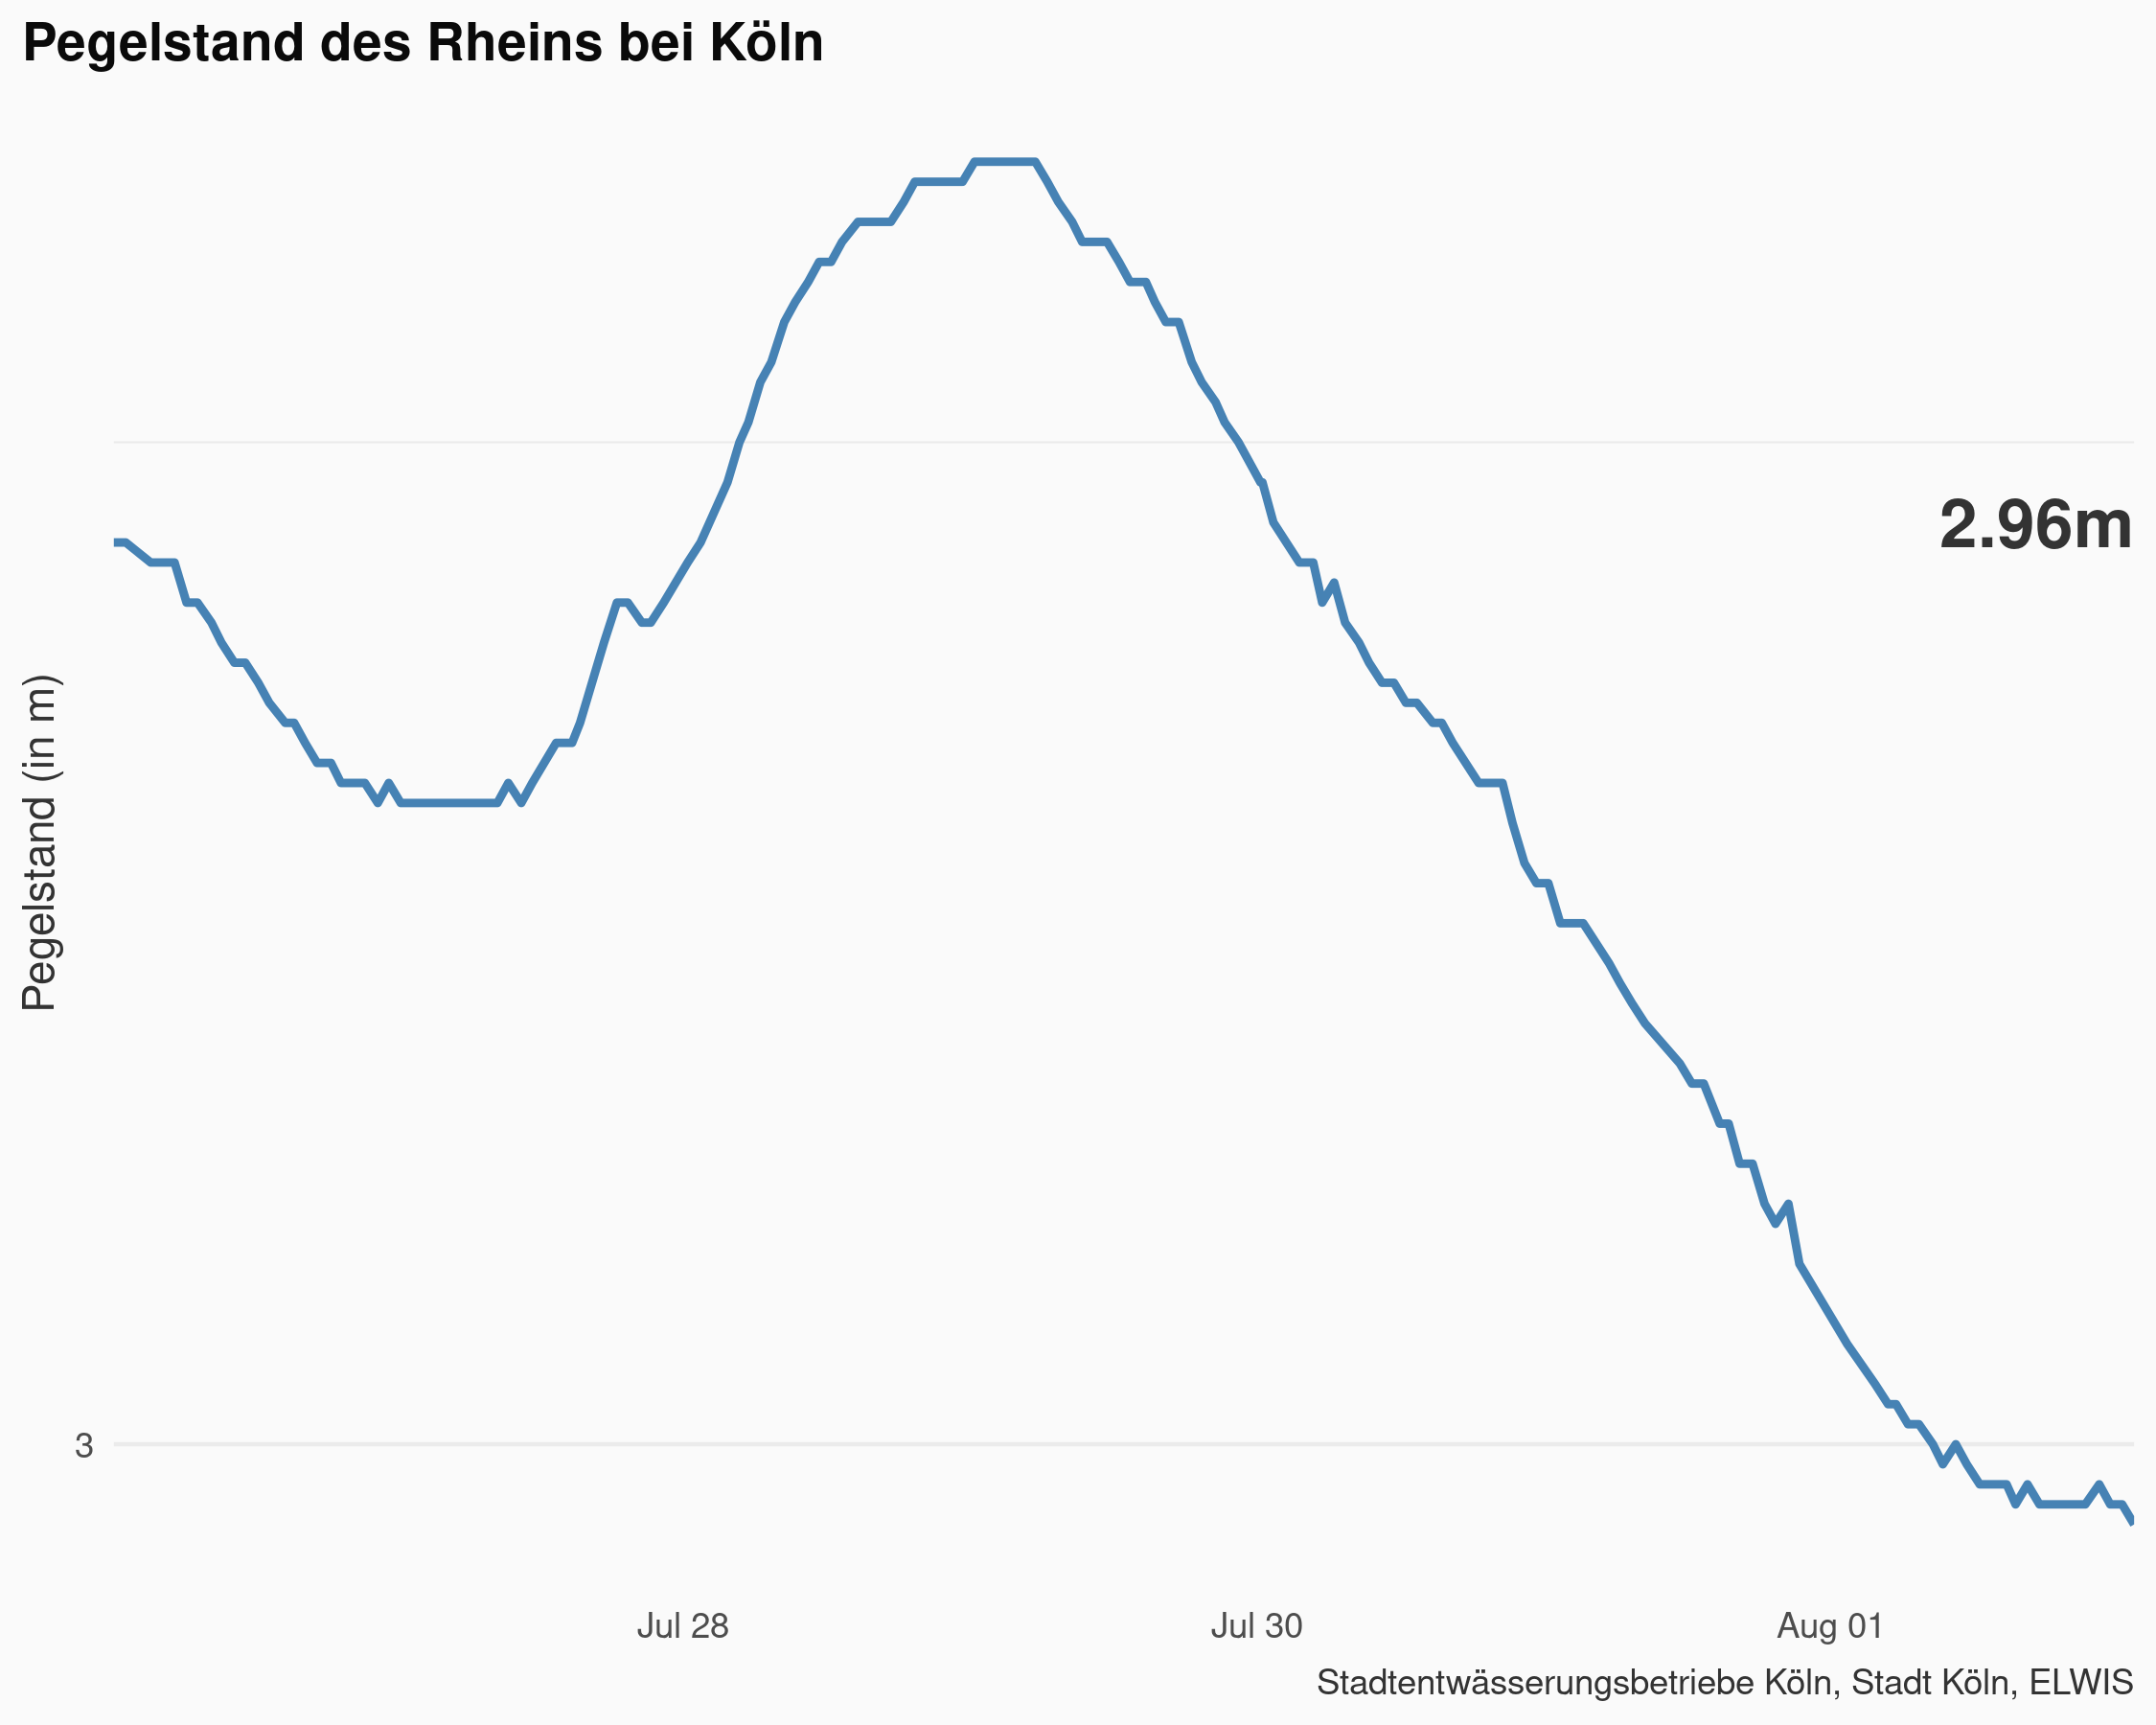 Pegelstand des Rheins bei Köln
2.96m
Pegelstand (in m)
3
Jul 28
Jul 30
Aug 01
Stadtentwässerungsbetriebe Köln, Stadt Köln, ELWIS